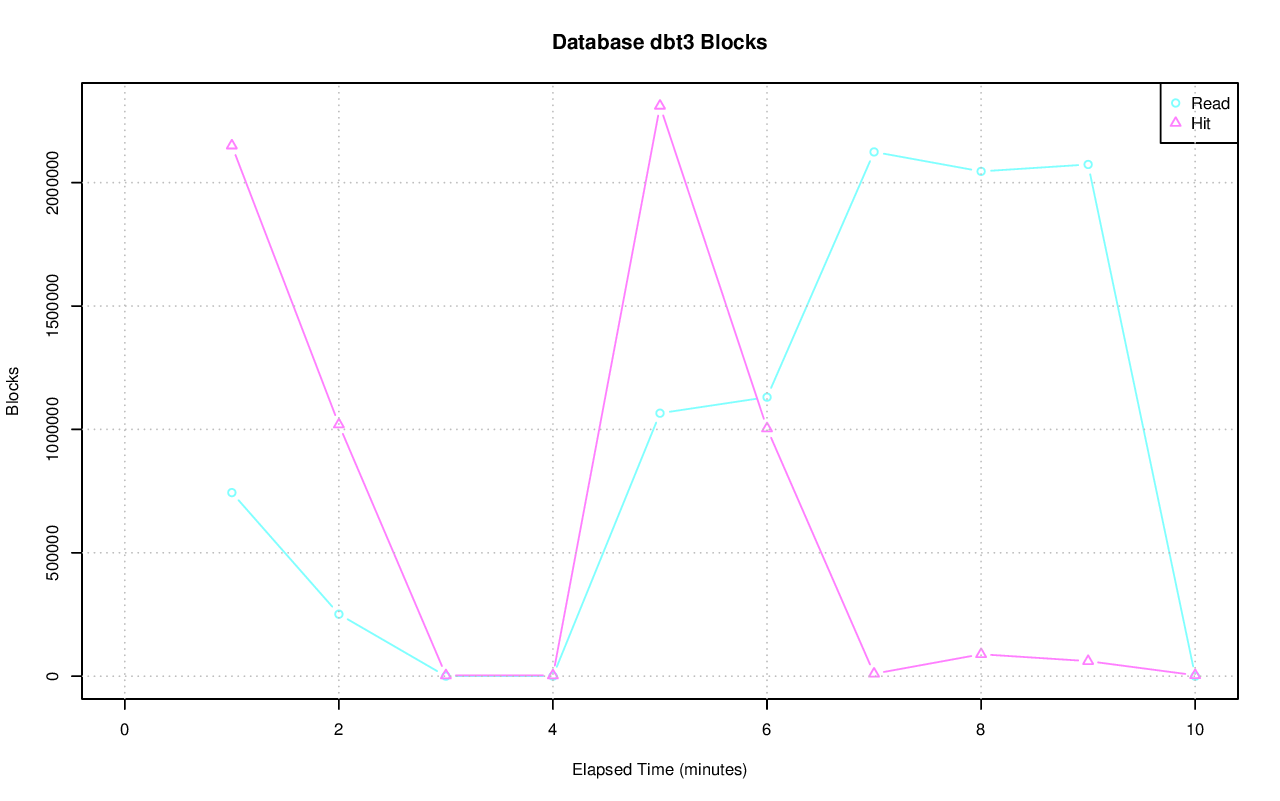 Database dbt3 Blocks
Read
Hit
Blocks
2000000
1500000
1000000
500000
0
0 2 4 6 8 10
Elapsed Time (minutes)